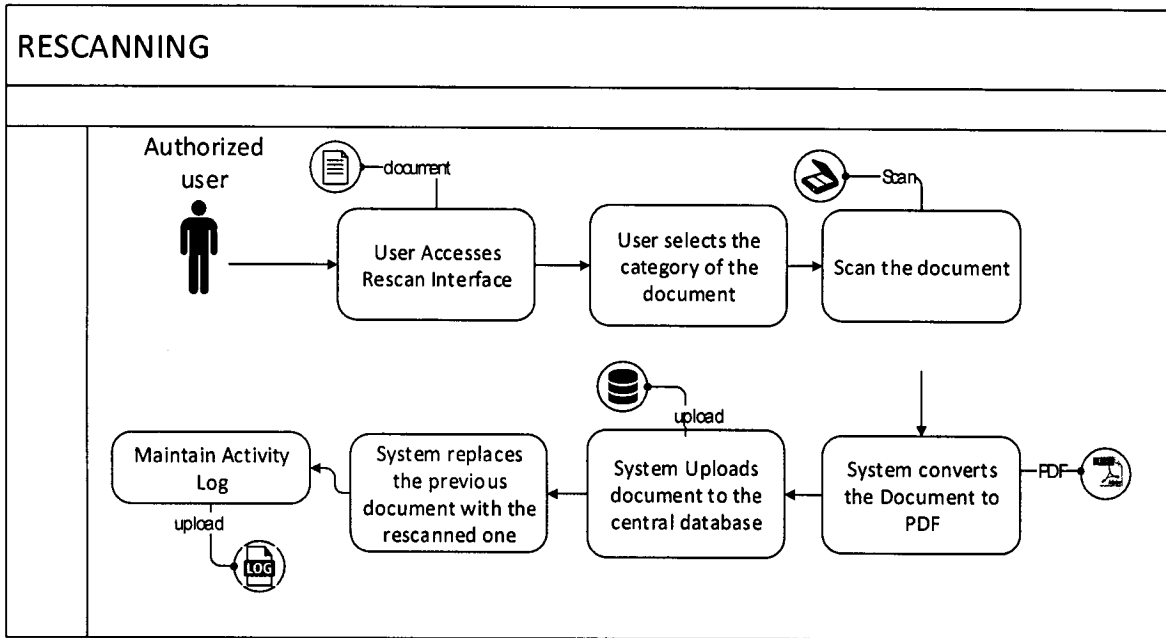 RESCANNING
Authorized
user
document
Scan
User Accesses
Rescan Interface
User selects the
category of the
document
Scan the document
upload
Maintain Activity
Log
System replaces
the previous
document with the
rescanned one
System Uploads
document to the
central database
System converts
the Document to
PDF
PDF
upload
LOG